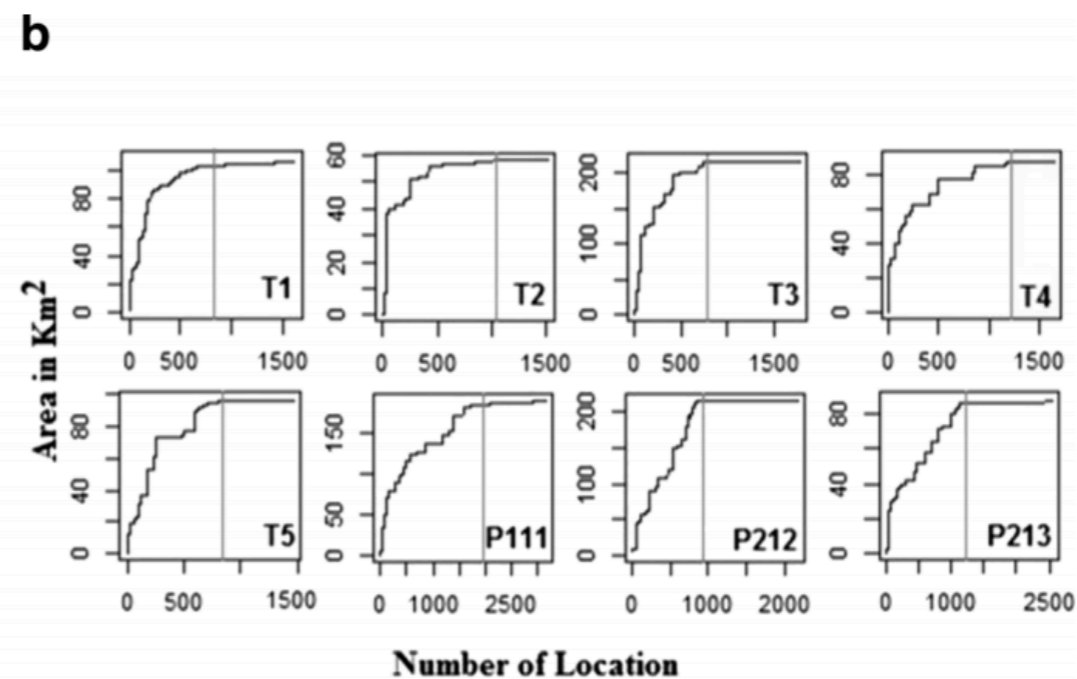 b
Area in Km2
0 40 80
0 500 1500
T1
0 20 40 60
0 500 1500
T2
0 100 200
0 500 1500
T3
0 40 80
0 500 1500
T4
0 40 80
0 500 1500
T5
0 50 150
0 1000 2500
P111
0 100 200
0 1000 2000
P212
0 40 80
0 1000 2500
P213
Number of Location